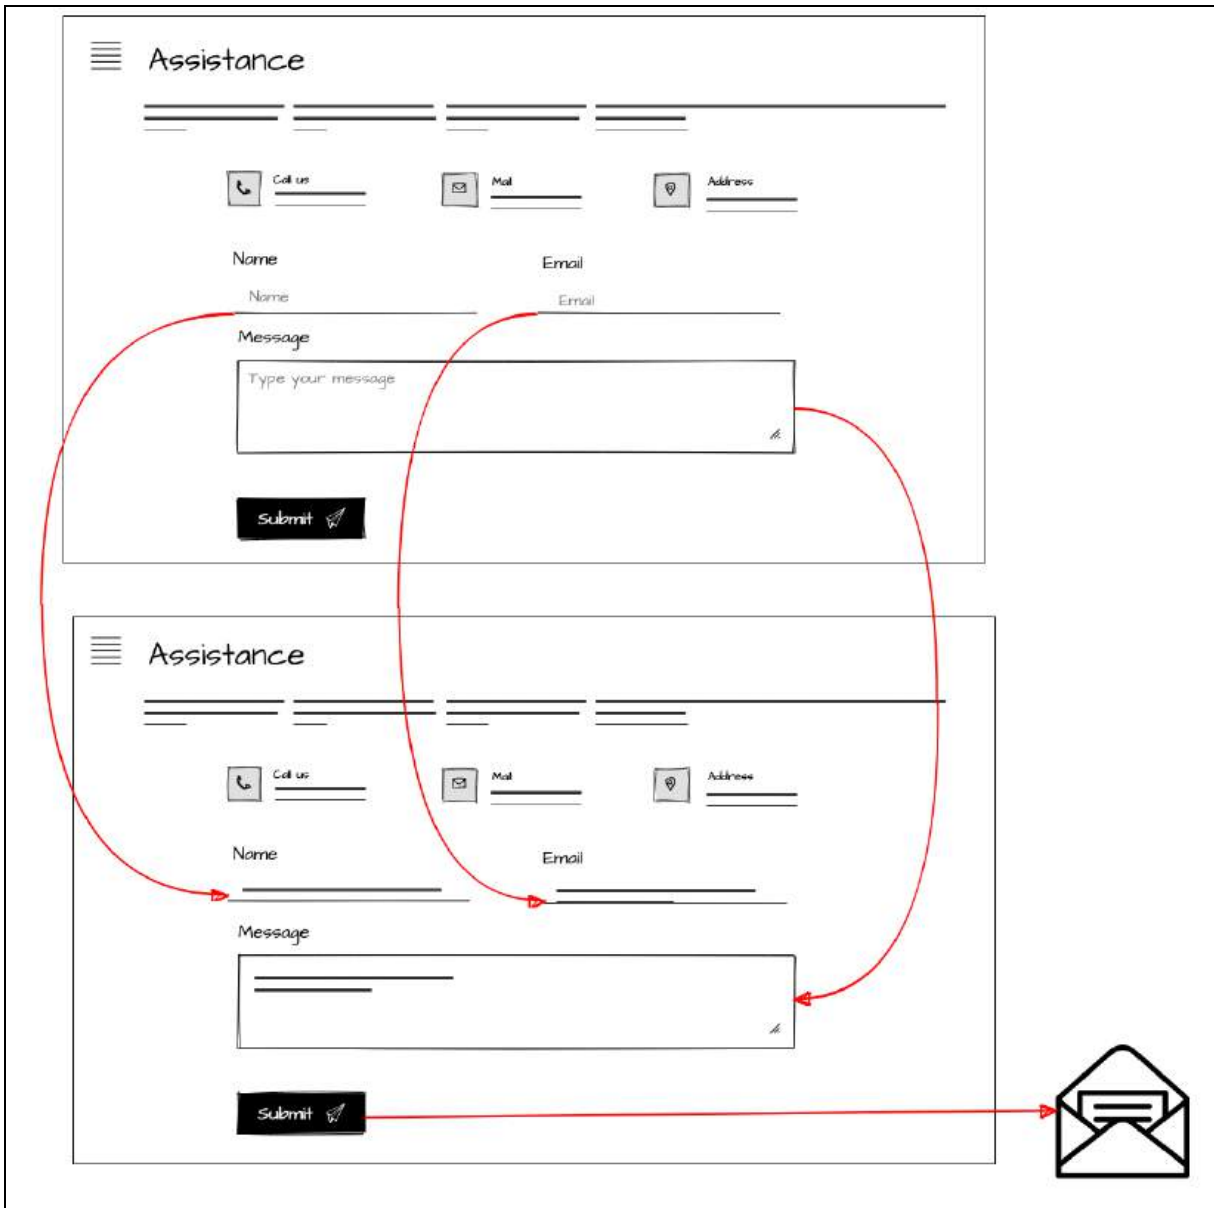 Assistance
Call us
Mail
Address
Name
Email
Name
Email
Message
Type your message
Submit
Assistance
Call us
Mail
Address
Name
Email
Message
Submit